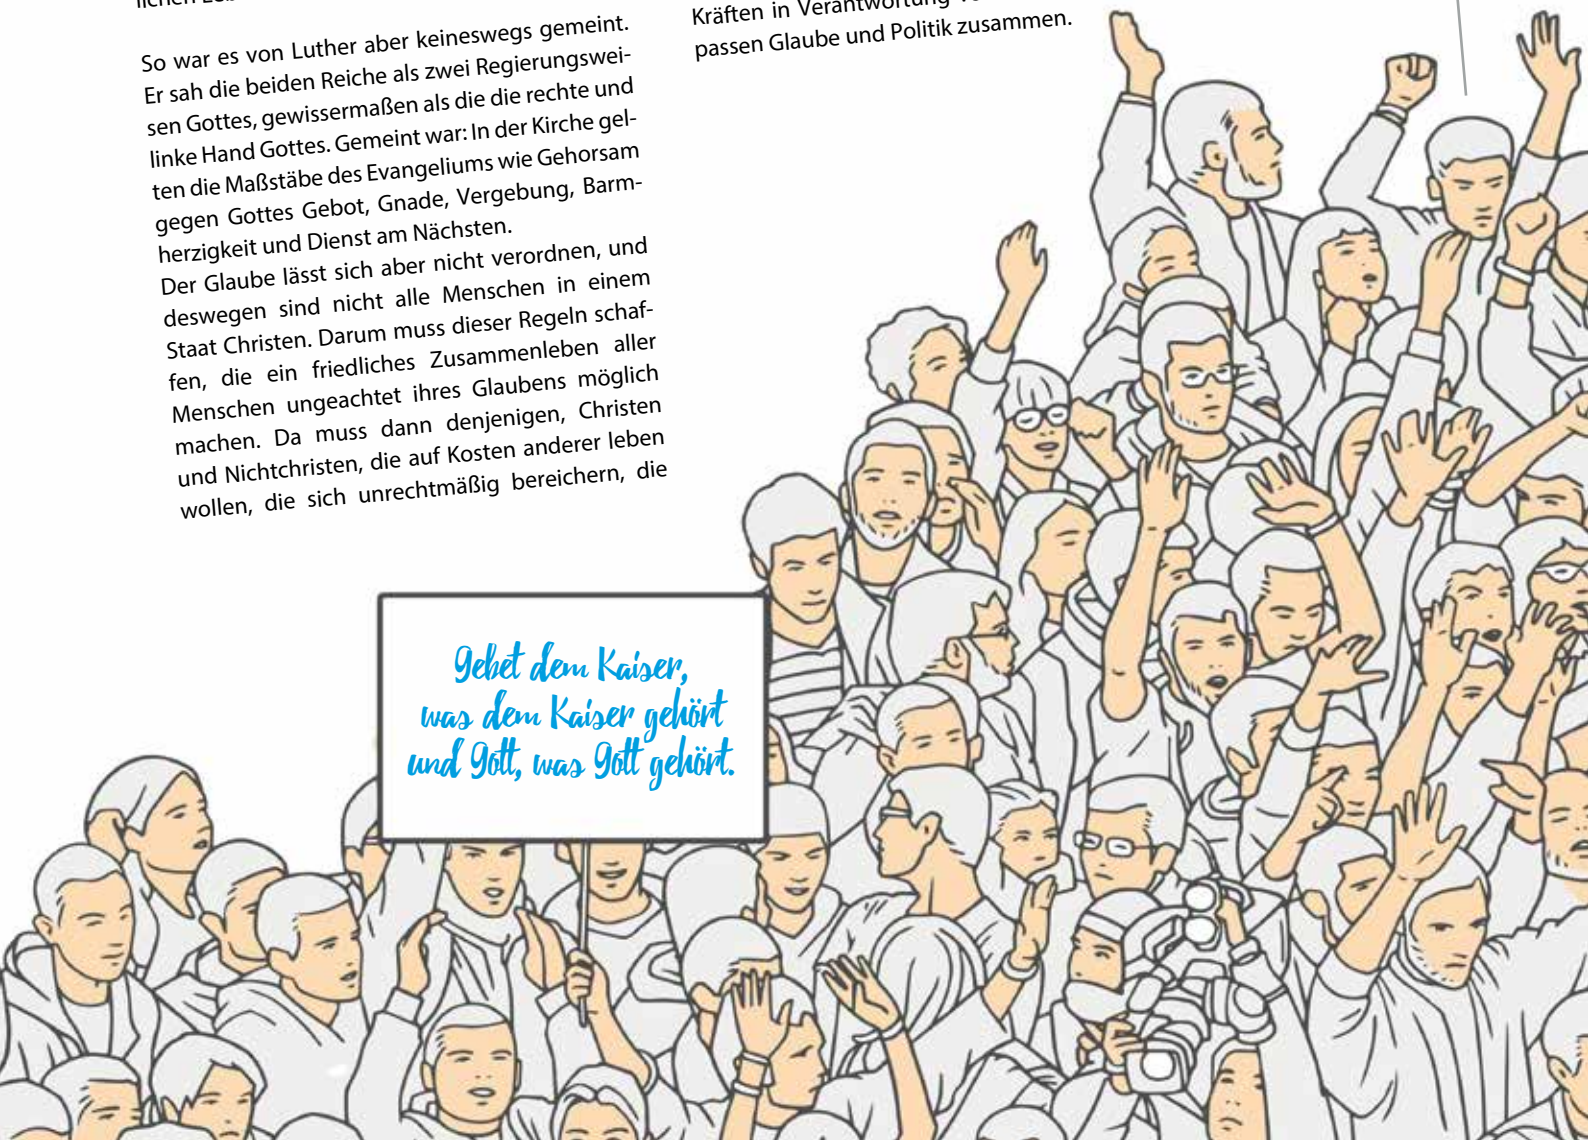 So war es von Luther aber keineswegs gemeint.
Er sah die beiden Reiche als zwei Regierungswei-
sen Gottes, gewissermaßen als die die rechte und
linke Hand Gottes. Gemeint war: In der Kirche gel-
ten die Maßstäbe des Evangeliums wie Gehorsam
gegen Gottes Gebot, Gnade, Vergebung, Barm-
herzigkeit und Dienst am Nächsten.
Der Glaube lässt sich aber nicht verordnen, und
deswegen sind nicht alle Menschen in einem
Staat Christen. Darum muss dieser Regeln schaf-
fen, die ein friedliches Zusammenleben aller
Menschen ungeachtet ihres Glaubens möglich
machen. Da muss dann denjenigen, Christen
und Nichtchristen, die auf Kosten anderer leben
wollen, die sich unrechtmäßig bereichern, die
Kräften in Verantwortung
passen Glaube und Politik zusammen.
Gebet dem Kaiser,
was dem Kaiser gehört
und Gott, was Gott gehört.